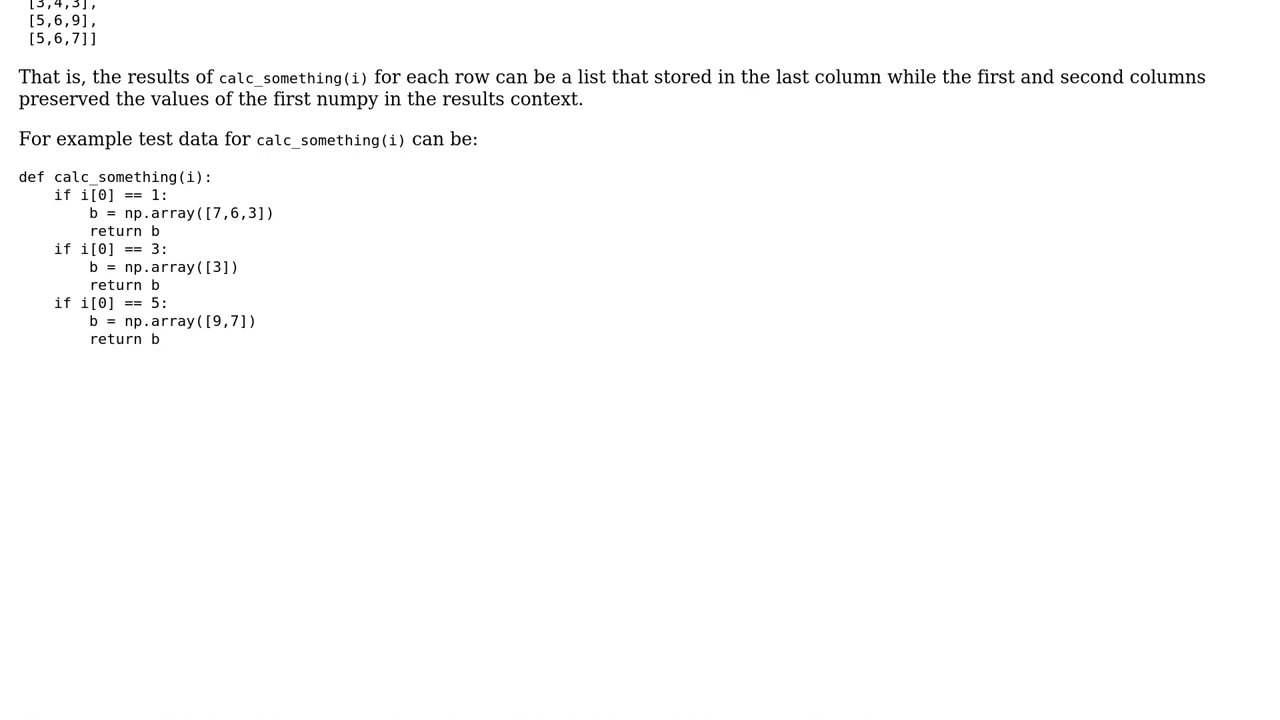 [3,4,3],
[5,6,9],
[5,6,7]]
That is, the results of calc_something(i) for each row can be a list that stored in the last column while the first and second columns
preserved the values of the first numpy in the results context.
For example test data for calc_something(i) can be:
def calc_something(i):
    if i[0] == 1:
        b = np.array([7,6,3])
        return b
    if i[0] == 3:
        b = np.array([3])
        return b
    if i[0] == 5:
        b = np.array([9,7])
        return b